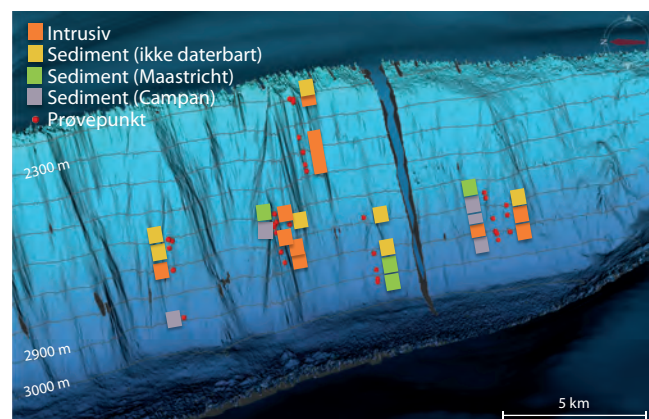 Intrusiv
Sediment (ikke daterbart)
Sediment (Maastricht)
Sediment (Campan)
Prøvepunkt
2300 m
2900 m
3000 m
5 km